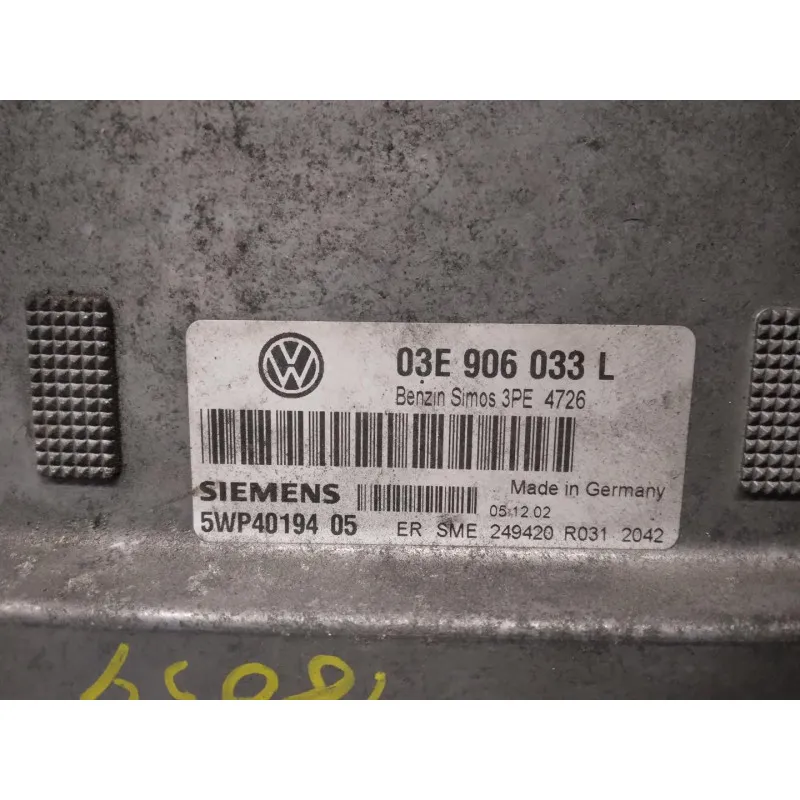 03E 906 033 L
Benzin Simos 3PE 4726
SIEMENS
Made in Germany
05.12.02
5WP40194 05
ER SME 249420 R031 2042